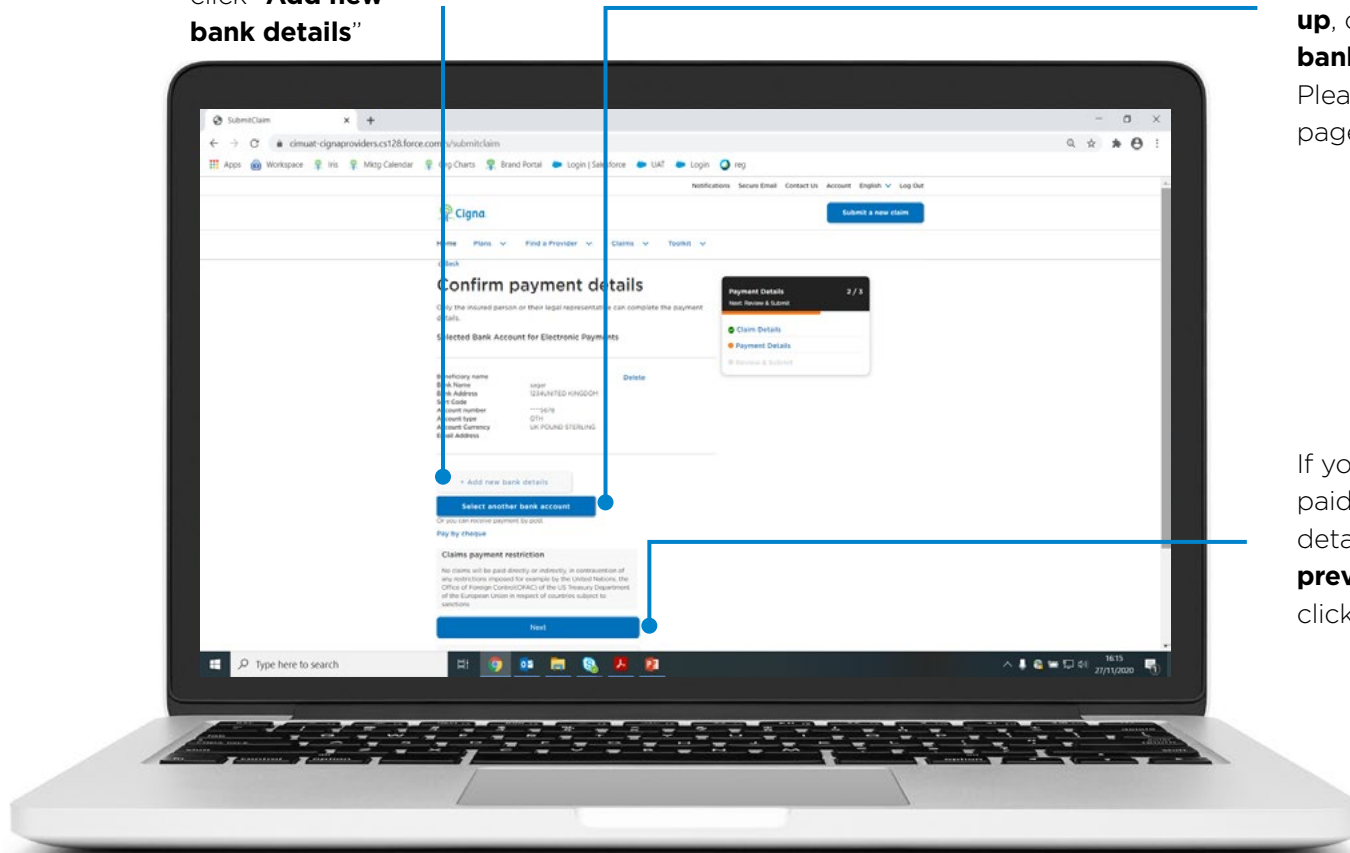 click “Add new
bank details”
up,
Plea
page
If you
paid
deta
prev
click
SubmitClaim
cimuat-cignaproviders.cs128.force.com/s/submitclaim
Apps Workspace Iris Mktg Calendar Org Charts Brand Portal Login | Salesforce UAT Login reg
Notifications Secure Email Contact Us Account English Log Out
Cigna
Submit a new claim
Home Plans Find a Provider Claims Toolkit
Back
Confirm payment details
Only the insured person or their legal representative can complete the payment
details.
Selected Bank Account for Electronic Payments
Payment Details 2 / 3
Next: Review & Submit
Claim Details
Payment Details
Review & Submit
Beneficiary name Delete
Bank Name
Bank Address 1234UNITED KINGDOM
Sort Code
Account number ****5678
Account type OTH
Account Currency UK POUND STERLING
Email Address
+ Add new bank details
Select another bank account
Or you can receive payment by post
Pay by cheque
Claims payment restriction
No claims will be paid directly or indirectly, in contravention of
any restrictions imposed for example by the United Nations, the
Office of Foreign Control(OFAC) of the US Treasury Department
of the European Union in respect of countries subject to
sanctions
Next
Type here to search
16:15
27/11/2020